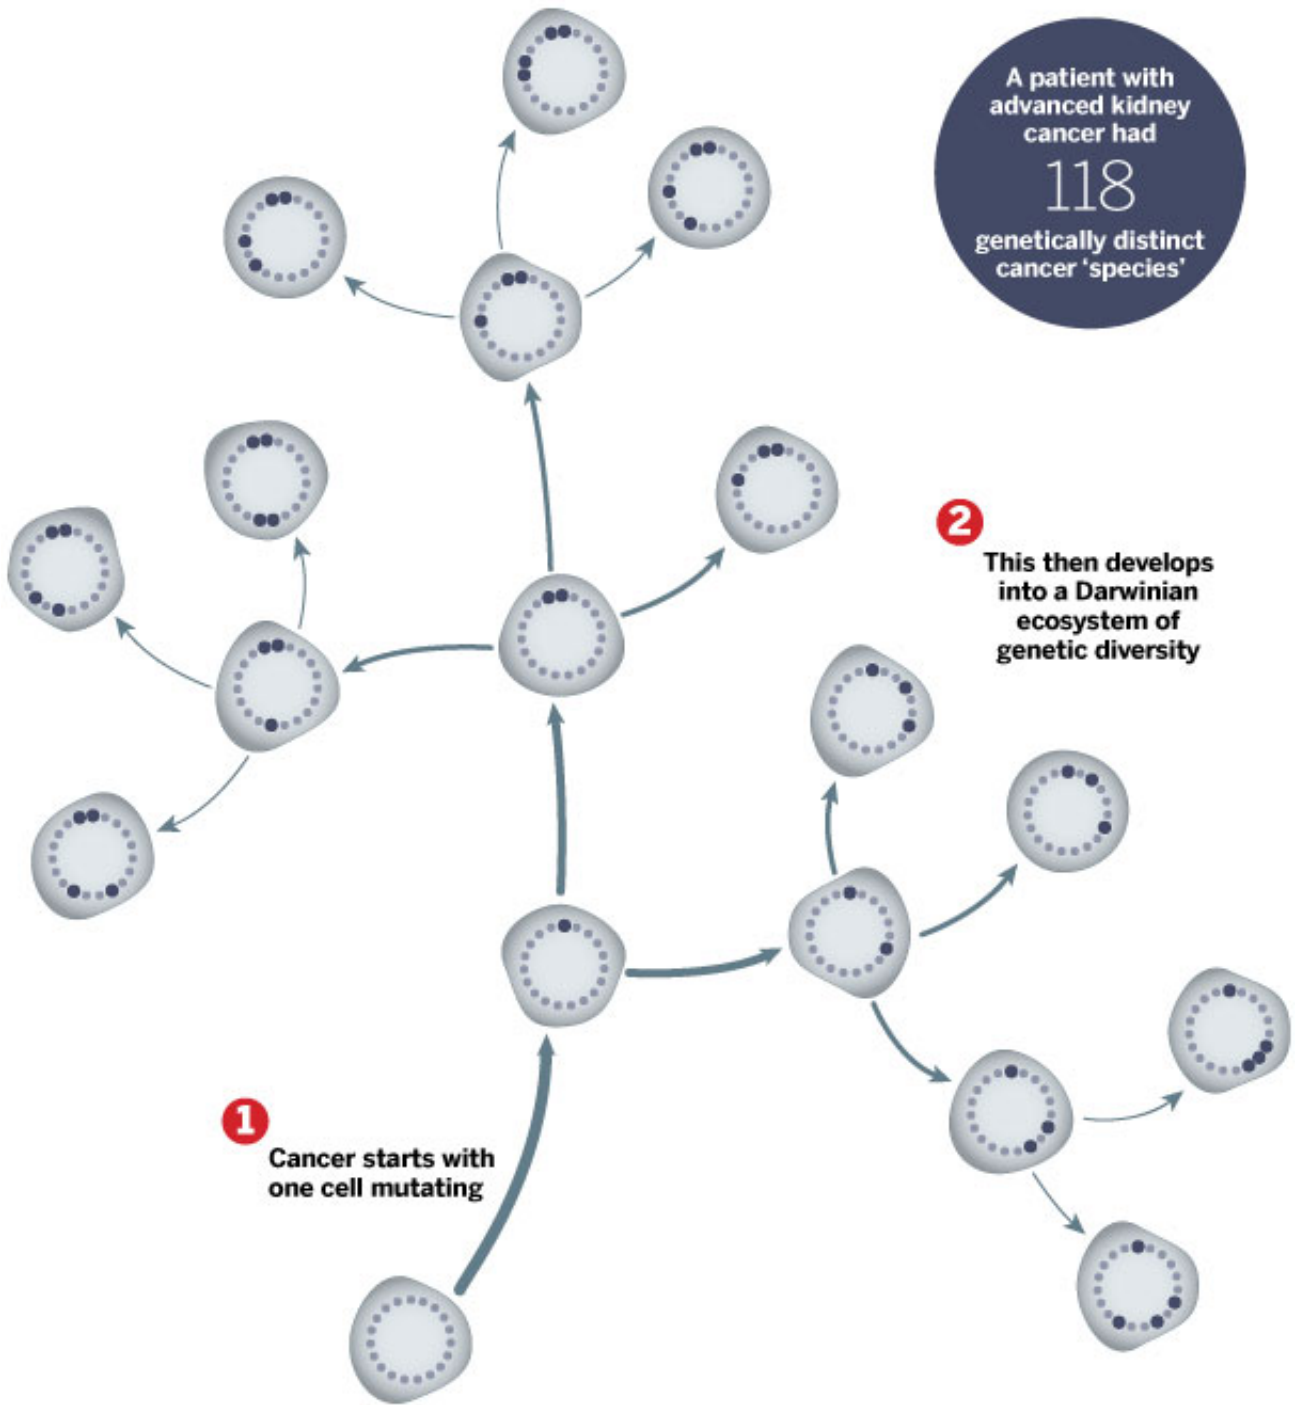 A patient with
advanced kidney
cancer had
118
genetically distinct
cancer ‘species’
2
This then develops
into a Darwinian
ecosystem of
genetic diversity
1
Cancer starts with
one cell mutating